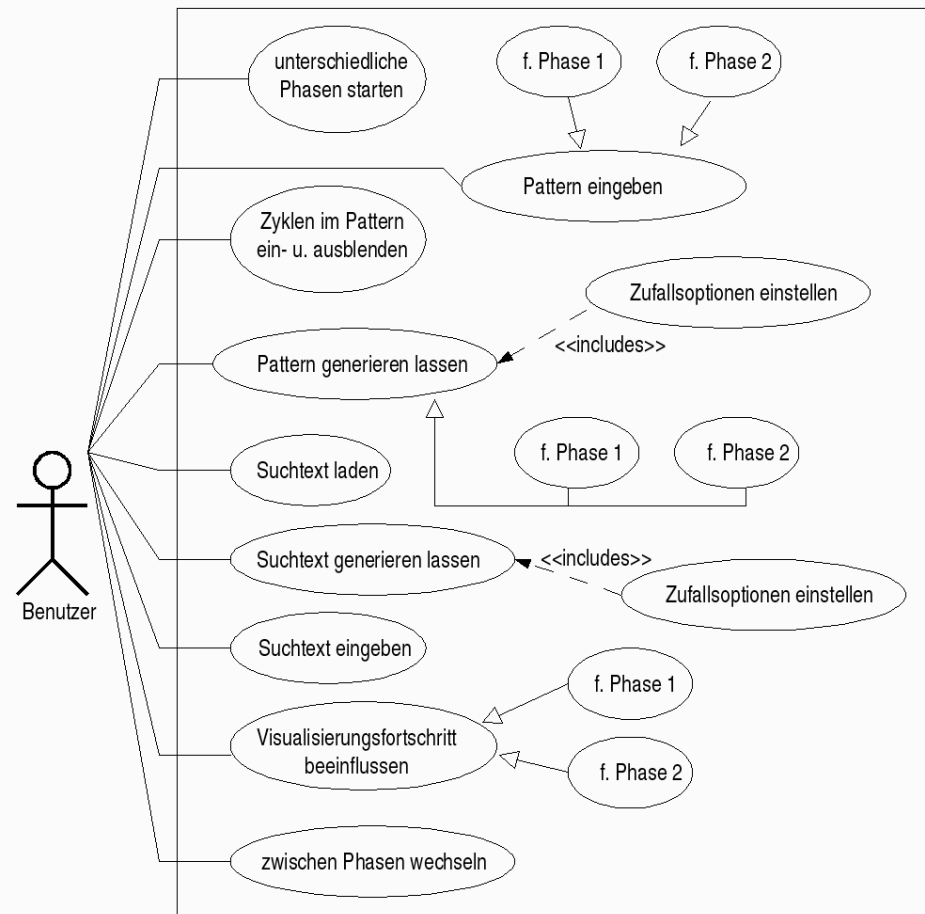 unterschiedliche
Phasen starten
f. Phase 1
f. Phase 2
Pattern eingeben
Zyklen im Pattern
ein- u. ausblenden
Zufallsoptionen einstellen
<<includes>>
Pattern generieren lassen
f. Phase 1
f. Phase 2
Suchtext laden
Suchtext generieren lassen
<<includes>>
Zufallsoptionen einstellen
Benutzer
Suchtext eingeben
f. Phase 1
Visualisierungsfortschritt
beeinflussen
f. Phase 2
zwischen Phasen wechseln